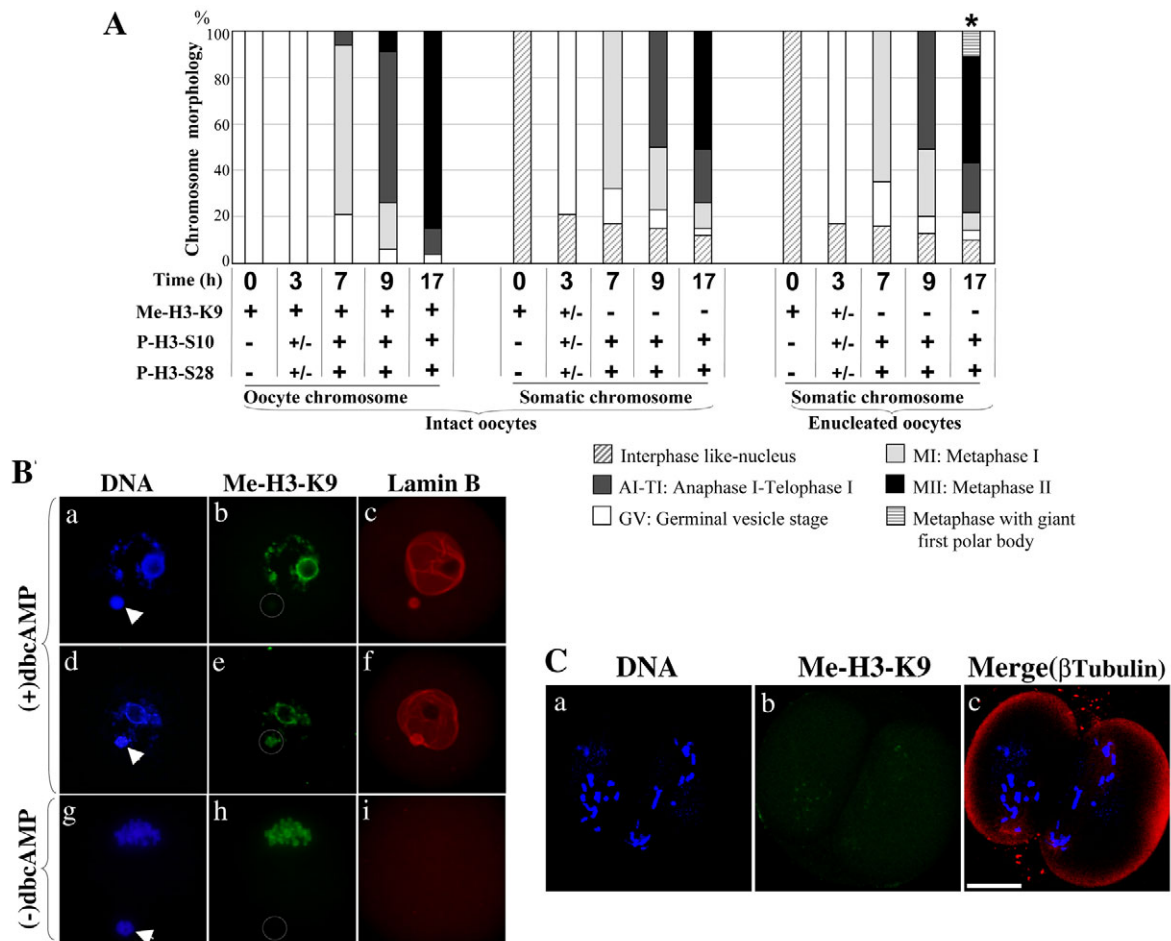 A
%
*
Chromosome morphology
100
80
60
40
20
0
Time (h) 0 3 7 9 17 0 3 7 9 17 0 3 7 9 17
Me-H3-K9 + + + + + + +/- - - - + +/- - - -
P-H3-S10 - +/- + + + - +/- + + + - +/- + + +
P-H3-S28 - +/- + + + - +/- + + + - +/- + + +
Oocyte chromosome Somatic chromosome Somatic chromosome
Intact oocytes Enucleated oocytes
Interphase like-nucleus MI: Metaphase I
AI-TI: Anaphase I-Telophase I MII: Metaphase II
GV: Germinal vesicle stage Metaphase with giant
first polar body
B
DNA Me-H3-K9 Lamin B
(+)dbcAMP
a b c
d e f
(-)dbcAMP
g h i
C
DNA Me-H3-K9 Merge(βTubulin)
a b c